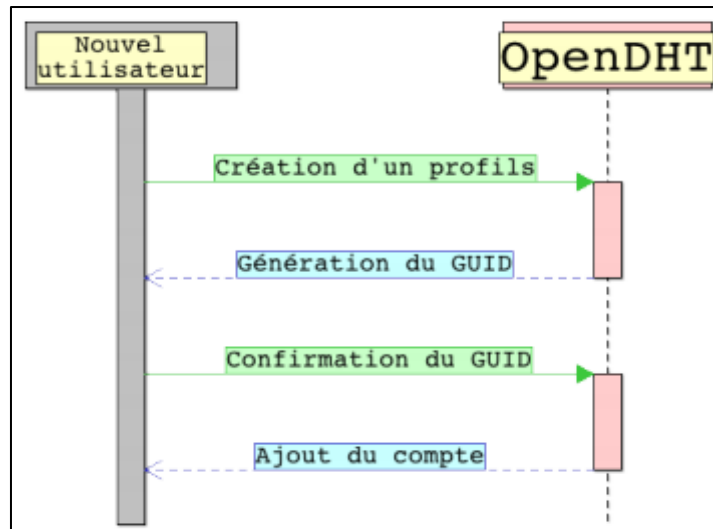 Nouvel
utilisateur
OpenDHT
Création d'un profils
Génération du GUID
Confirmation du GUID
Ajout du compte